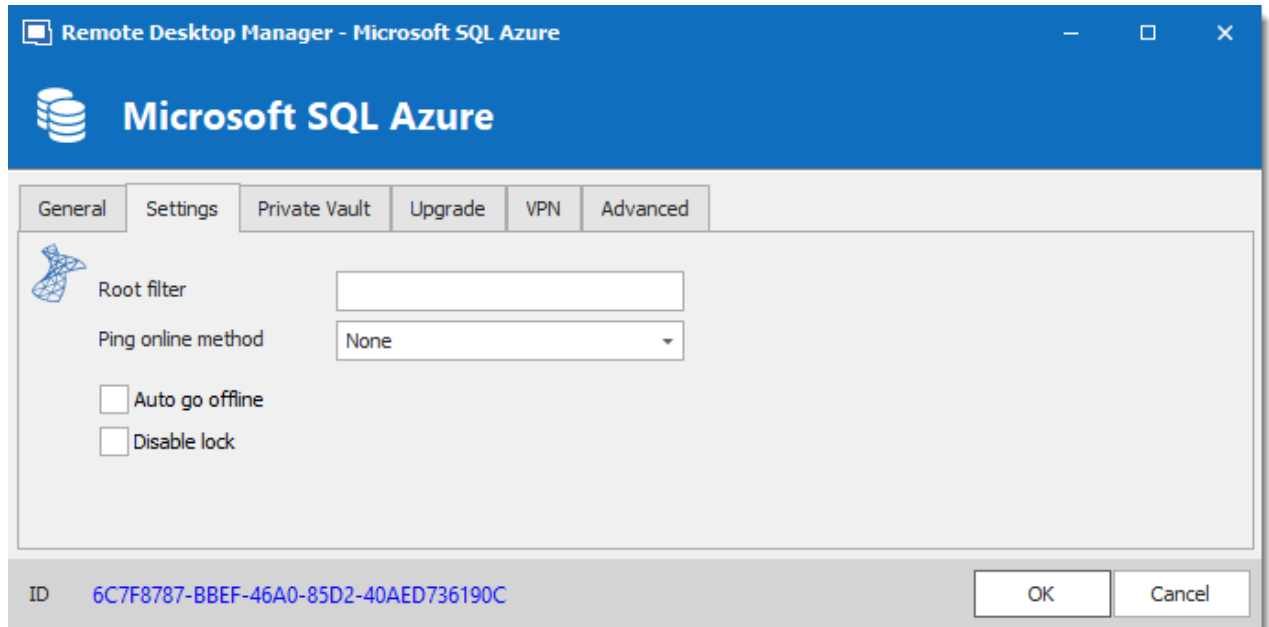 Remote Desktop Manager - Microsoft SQL Azure
Microsoft SQL Azure
General Settings Private Vault Upgrade VPN Advanced
Root filter
Ping online method None
Auto go offline
Disable lock
ID 6C7F8787-BBEF-46A0-85D2-40AED736190C OK Cancel